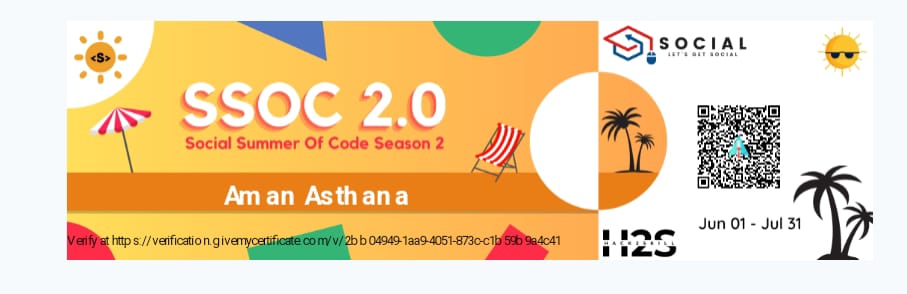 <S>
SSOC 2.0
Social Summer Of Code Season 2
Aman Asthana
Verify at https://verification.givemycertificate.com/v/2bb04949-1aa9-4051-873c-c1b59b9a4c41
SOCIAL
LET'S GET SOCIAL
Jun 01 - Jul 31
H2S
HACK2SKILL